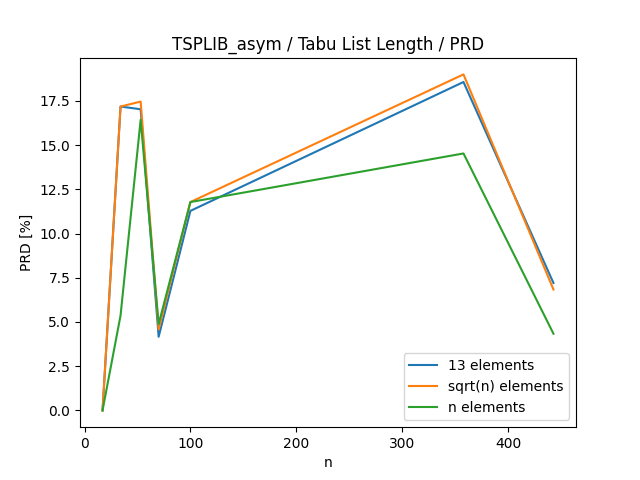 TSPLIB_asym / Tabu List Length / PRD
PRD [%]
17.5
15.0
12.5
10.0
7.5
5.0
2.5
0.0
13 elements
sqrt(n) elements
n elements
0 100 200 300 400
n